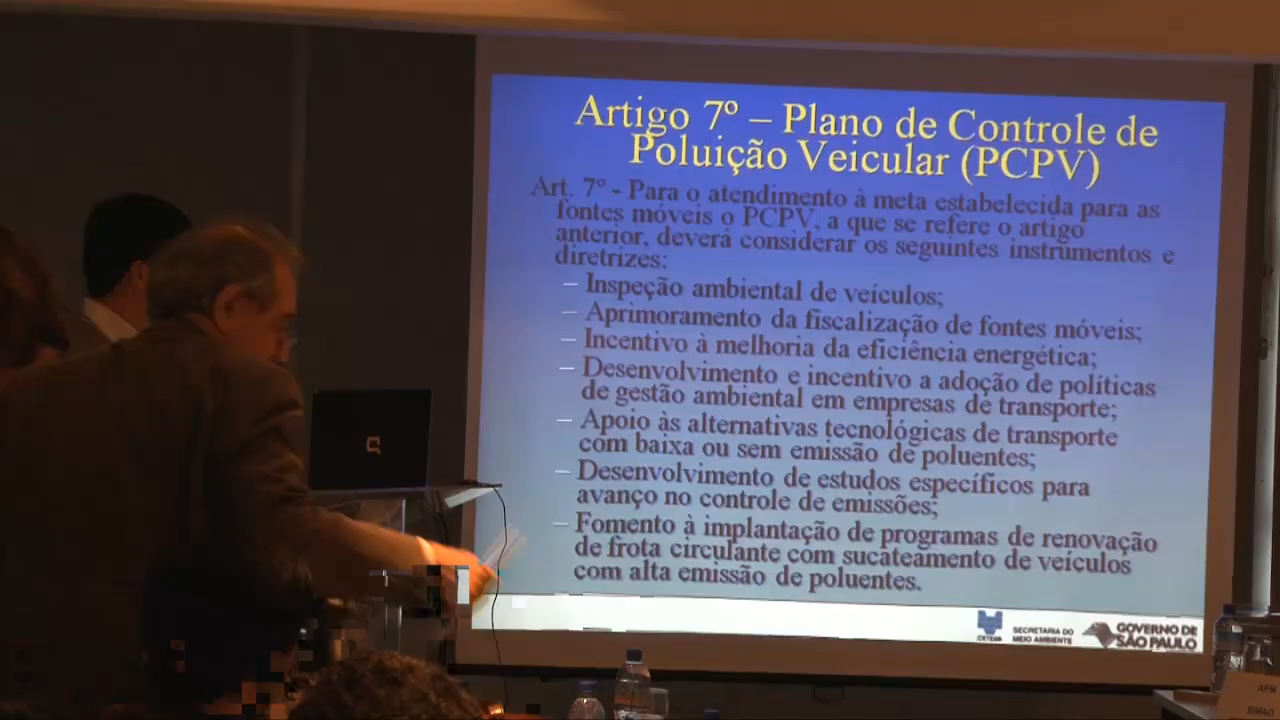 Artigo 7º – Plano de Controle de
Poluição Veicular (PCPV)
Art. 7º - Para o atendimento à meta estabelecida para as
fontes móveis o PCPV, a que se refere o artigo
anterior, deverá considerar os seguintes instrumentos e
diretrizes:
– Inspeção ambiental de veículos;
– Aprimoramento da fiscalização de fontes móveis;
– Incentivo à melhoria da eficiência energética;
– Desenvolvimento e incentivo a adoção de políticas
de gestão ambiental em empresas de transporte;
– Apoio às alternativas tecnológicas de transporte
com baixa ou sem emissão de poluentes;
– Desenvolvimento de estudos específicos para
avanço no controle de emissões;
– Fomento à implantação de programas de renovação
de frota circulante com sucateamento de veículos
com alta emissão de poluentes.
CETESB
SECRETARIA DO
MEIO AMBIENTE
GOVERNO DE
SÃO PAULO